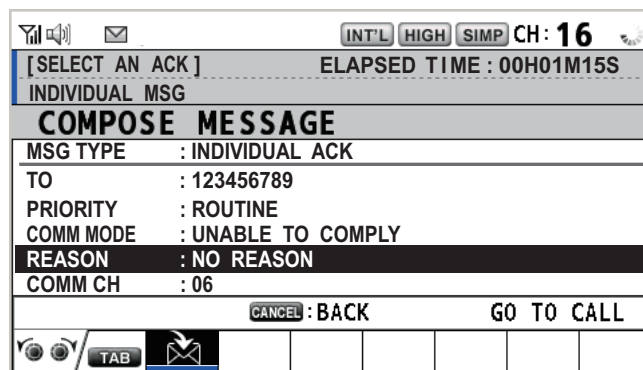 INT'L HIGH SIMP CH: 16
[SELECT AN ACK] ELAPSED TIME : 00H01M15S
INDIVIDUAL MSG
COMPOSE MESSAGE
MSG TYPE : INDIVIDUAL ACK
TO : 123456789
PRIORITY : ROUTINE
COMM MODE : UNABLE TO COMPLY
REASON : NO REASON
COMM CH : 06
CANCEL : BACK GO TO CALL
/ TAB